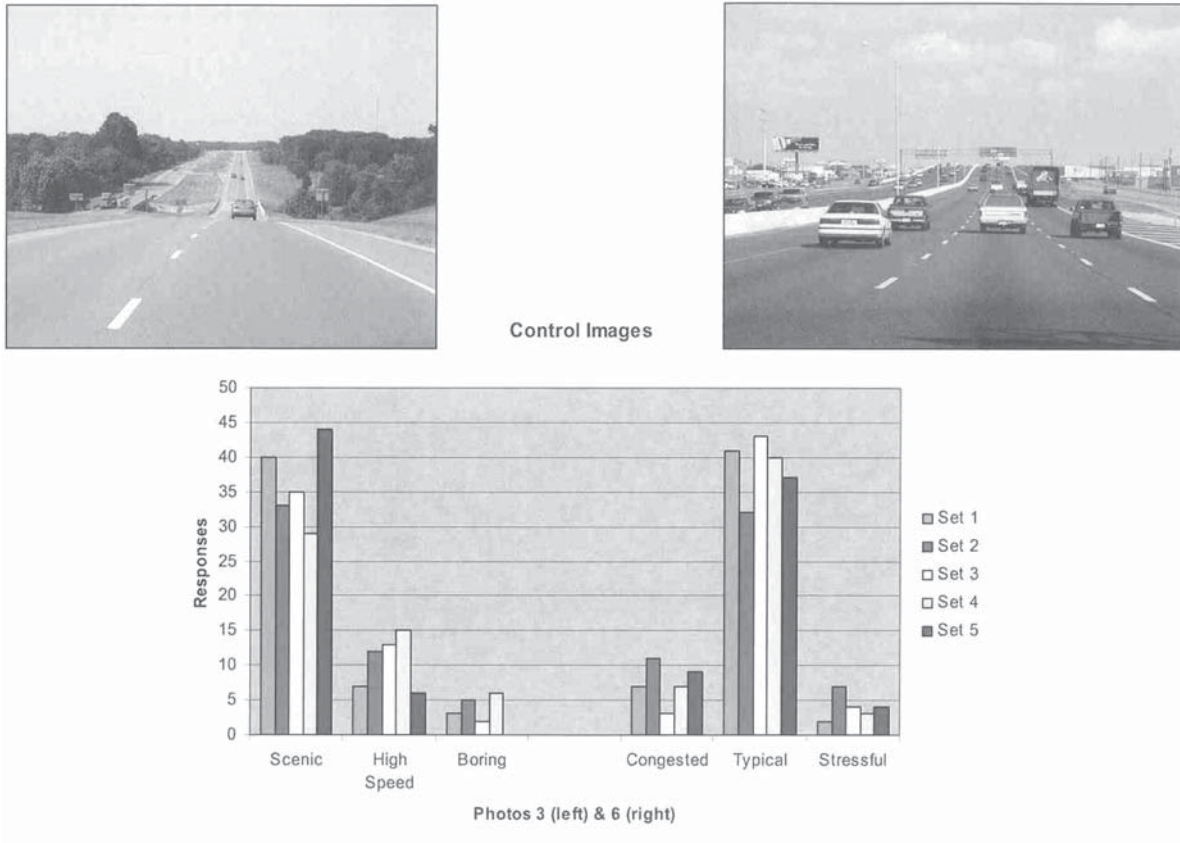 Control Images
50
45
40
35
30
25
20
15
10
5
0
Responses
Scenic
High Speed
Boring
Congested
Typical
Stressful
Set 1
Set 2
Set 3
Set 4
Set 5
Photos 3 (left) & 6 (right)